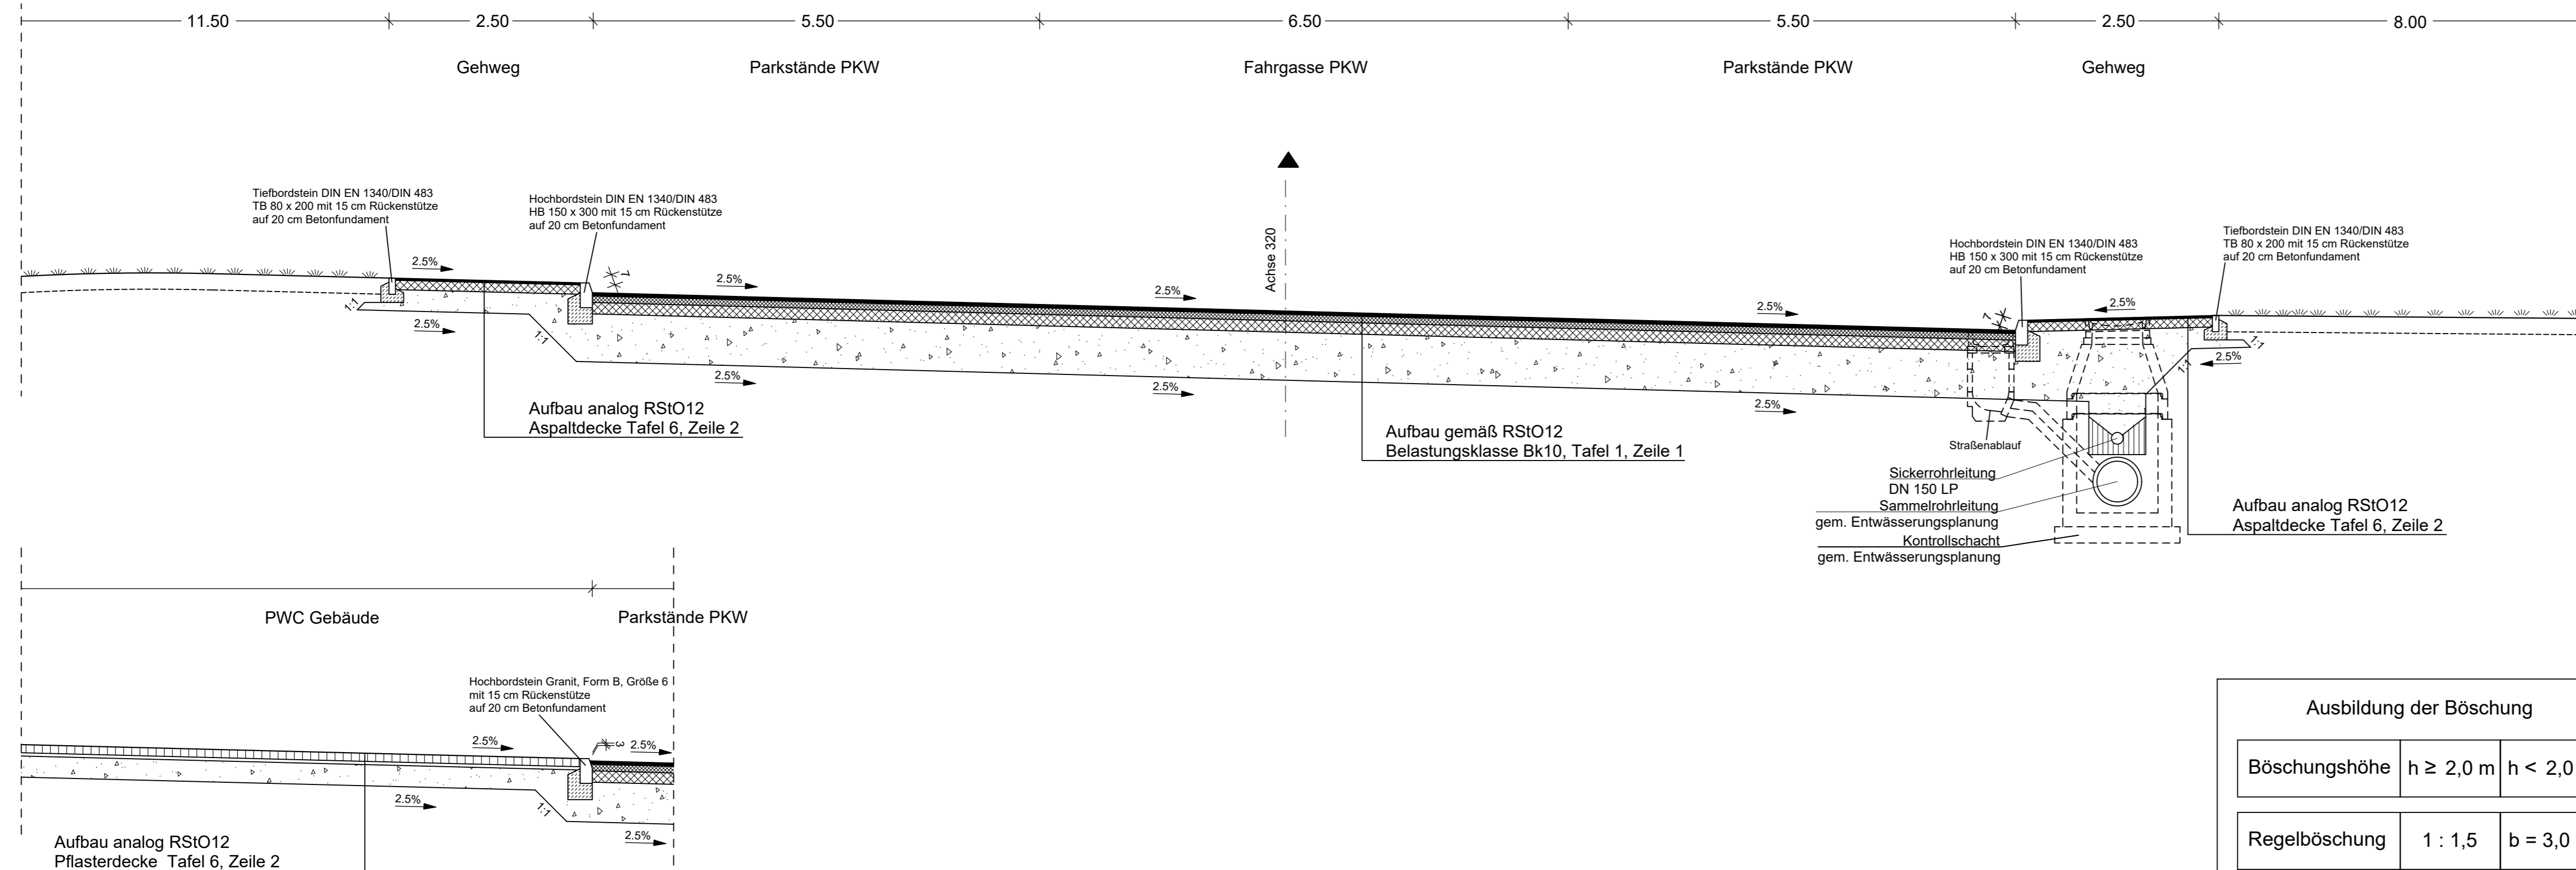 11.50
2.50
5.50
6.50
5.50
2.50
8.00
Gehweg
Parkstände PKW
Fahrgasse PKW
Parkstände PKW
Gehweg
Tiefbordstein DIN EN 1340/DIN 483
TB 80 x 200 mit 15 cm Rückenstütze
auf 20 cm Betonfundament
Hochbordstein DIN EN 1340/DIN 483
HB 150 x 300 mit 15 cm Rückenstütze
auf 20 cm Betonfundament
Achse 320
Hochbordstein DIN EN 1340/DIN 483
HB 150 x 300 mit 15 cm Rückenstütze
auf 20 cm Betonfundament
Tiefbordstein DIN EN 1340/DIN 483
TB 80 x 200 mit 15 cm Rückenstütze
auf 20 cm Betonfundament
2.5%
7
2.5%
2.5%
2.5%
7
2.5%
1:1
2.5%
1:1
2.5%
2.5%
2.5%
1:1
2.5%
1:1
Aufbau analog RStO12
Aspaltdecke Tafel 6, Zeile 2
Aufbau gemäß RStO12
Belastungsklasse Bk10, Tafel 1, Zeile 1
Straßenablauf
Sickerrohrleitung
DN 150 LP
Sammelrohrleitung
gem. Entwässerungsplanung
Kontrollschacht
gem. Entwässerungsplanung
Aufbau analog RStO12
Aspaltdecke Tafel 6, Zeile 2
PWC Gebäude
Parkstände PKW
Hochbordstein Granit, Form B, Größe 6
mit 15 cm Rückenstütze
auf 20 cm Betonfundament
2.5%
3
2.5%
2.5%
1:1
2.5%
Aufbau analog RStO12
Pflasterdecke Tafel 6, Zeile 2
Ausbildung der Böschung
Böschungshöhe
h ≥ 2,0 m
h < 2,0
Regelböschung
1 : 1,5
b = 3,0